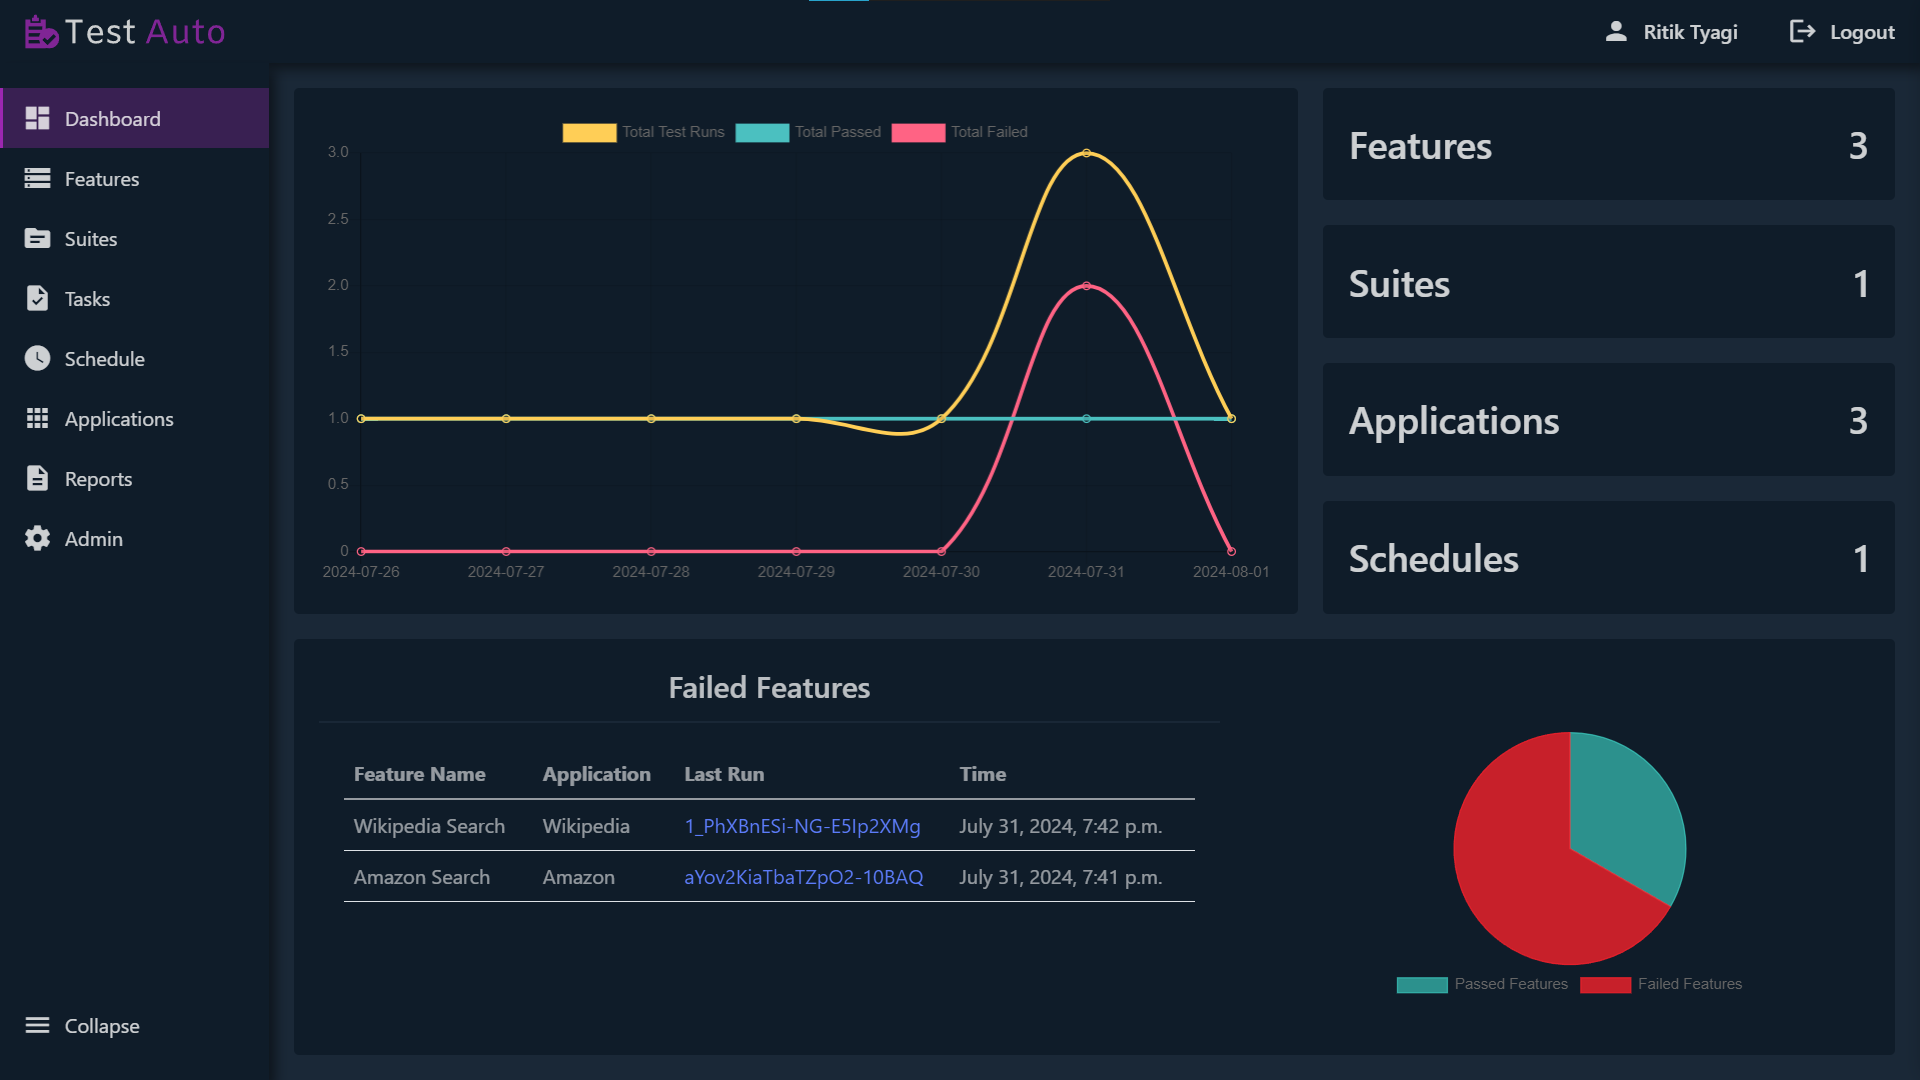 Test Auto
Ritik Tyagi
Logout
Dashboard
Features
Suites
Tasks
Schedule
Applications
Reports
Admin
Collapse
Total Test Runs Total Passed Total Failed
3.0
2.5
2.0
1.5
1.0
0.5
0
2024-07-26 2024-07-27 2024-07-28 2024-07-29 2024-07-30 2024-07-31 2024-08-01
Features 3
Suites 1
Applications 3
Schedules 1
Failed Features
Feature Name Application Last Run Time
Wikipedia Search Wikipedia 1_PhXBnESi-NG-E5Ip2XMg July 31, 2024, 7:42 p.m.
Amazon Search Amazon aYov2KiaTbaTZpO2-10BAQ July 31, 2024, 7:41 p.m.
Passed Features Failed Features